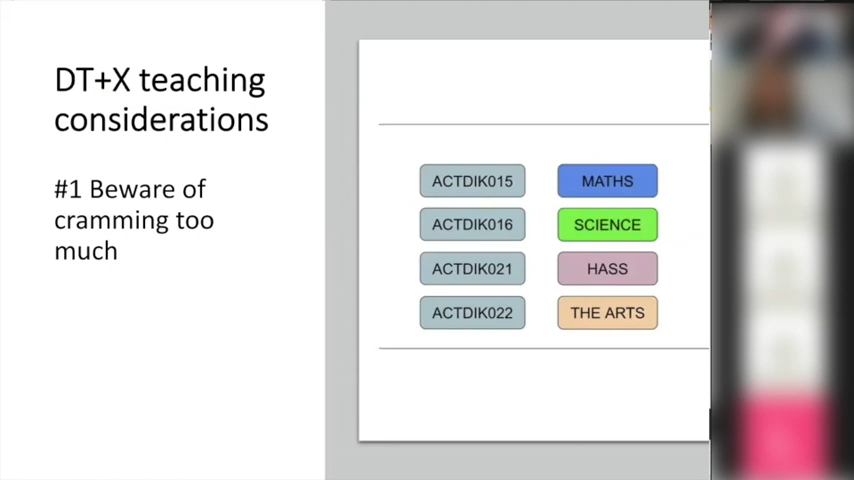 DT+X teaching
considerations
#1 Beware of
cramming too
much
ACTDIK015 MATHS
ACTDIK016 SCIENCE
ACTDIK021 HASS
ACTDIK022 THE ARTS